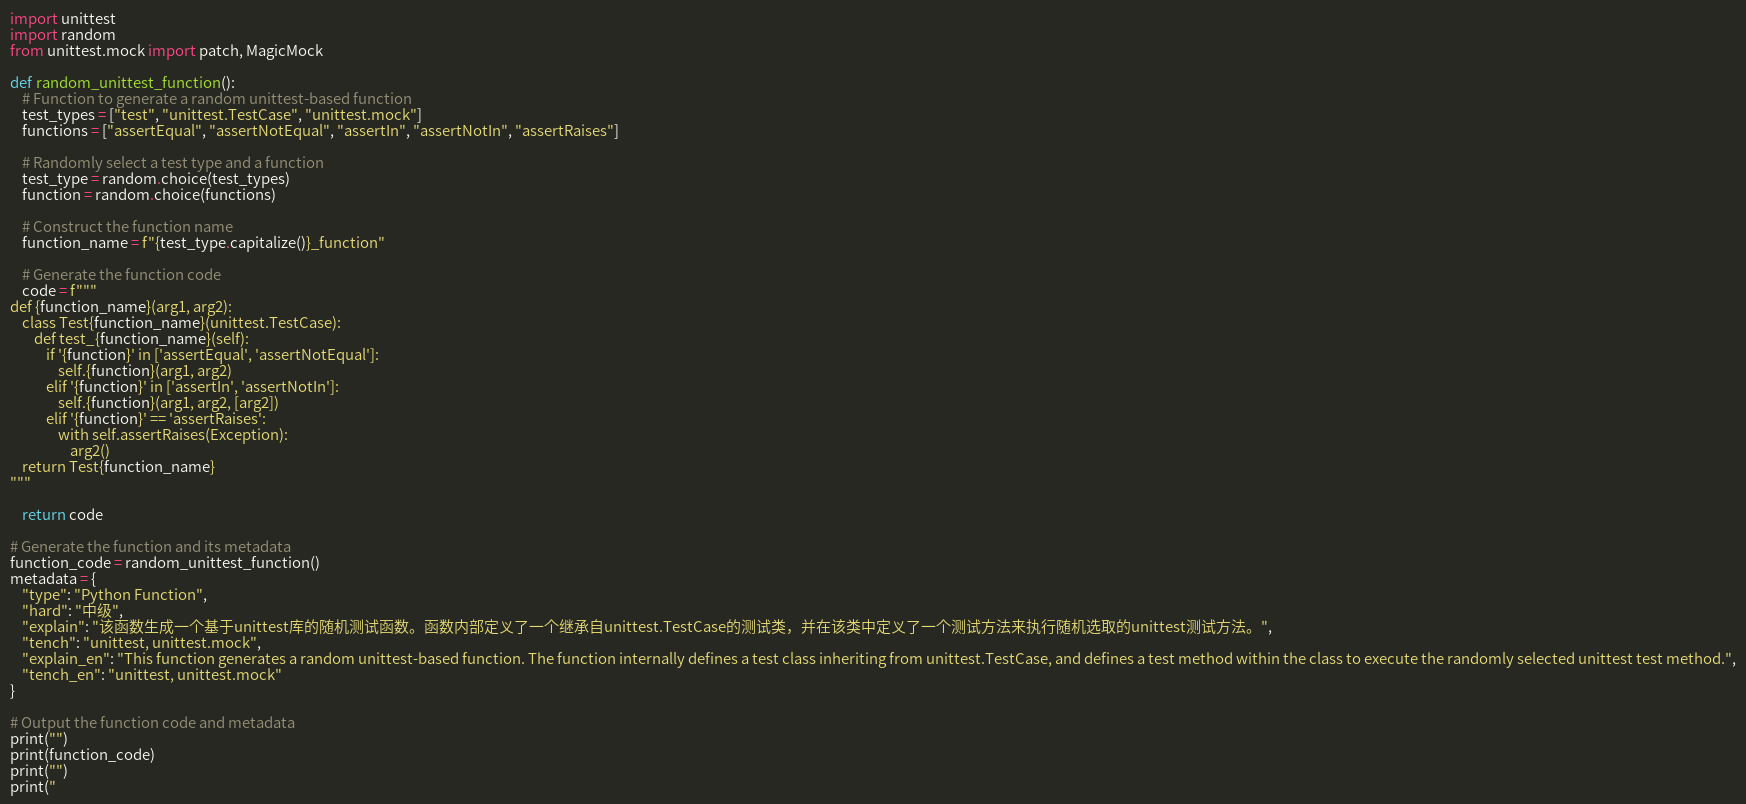 import unittest
import random
from unittest.mock import patch, MagicMock

def random_unittest_function():
    # Function to generate a random unittest-based function
    test_types = ["test", "unittest.TestCase", "unittest.mock"]
    functions = ["assertEqual", "assertNotEqual", "assertIn", "assertNotIn", "assertRaises"]

    # Randomly select a test type and a function
    test_type = random.choice(test_types)
    function = random.choice(functions)

    # Construct the function name
    function_name = f"{test_type.capitalize()}_function"

    # Generate the function code
    code = f"""
def {function_name}(arg1, arg2):
    class Test{function_name}(unittest.TestCase):
        def test_{function_name}(self):
            if '{function}' in ['assertEqual', 'assertNotEqual']:
                self.{function}(arg1, arg2)
            elif '{function}' in ['assertIn', 'assertNotIn']:
                self.{function}(arg1, arg2, [arg2])
            elif '{function}' == 'assertRaises':
                with self.assertRaises(Exception):
                    arg2()
    return Test{function_name}
"""

    return code

# Generate the function and its metadata
function_code = random_unittest_function()
metadata = {
    "type": "Python Function",
    "hard": "中级",
    "explain": "该函数生成一个基于unittest库的随机测试函数。函数内部定义了一个继承自unittest.TestCase的测试类，并在该类中定义了一个测试方法来执行随机选取的unittest测试方法。",
    "tench": "unittest, unittest.mock",
    "explain_en": "This function generates a random unittest-based function. The function internally defines a test class inheriting from unittest.TestCase, and defines a test method within the class to execute the randomly selected unittest test method.",
    "tench_en": "unittest, unittest.mock"
}

# Output the function code and metadata
print("")
print(function_code)
print("")
print("